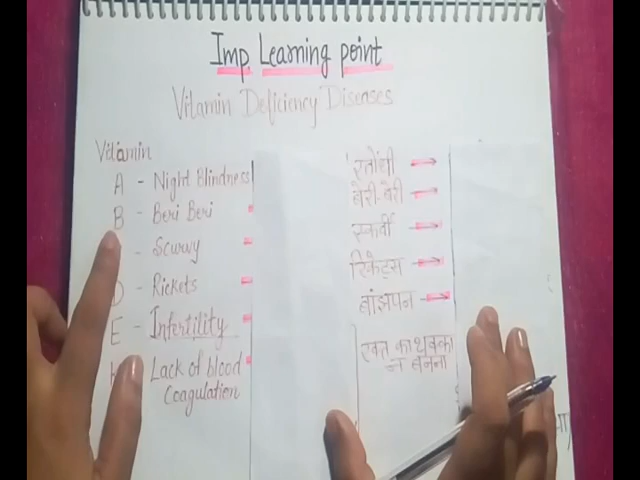 Imp. Learning point
Vitamin Deficiency Diseases
Vitamin
A - Night Blindness
B - Beri Beri
- Scurvy
D - Rickets
E - Infertility
Lack of blood
Coagulation
रतोंधी →
बेरी-बेरी →
स्कर्वी →
रिकेट्स →
बांझपन →
रक्त का थक्का
न बनना